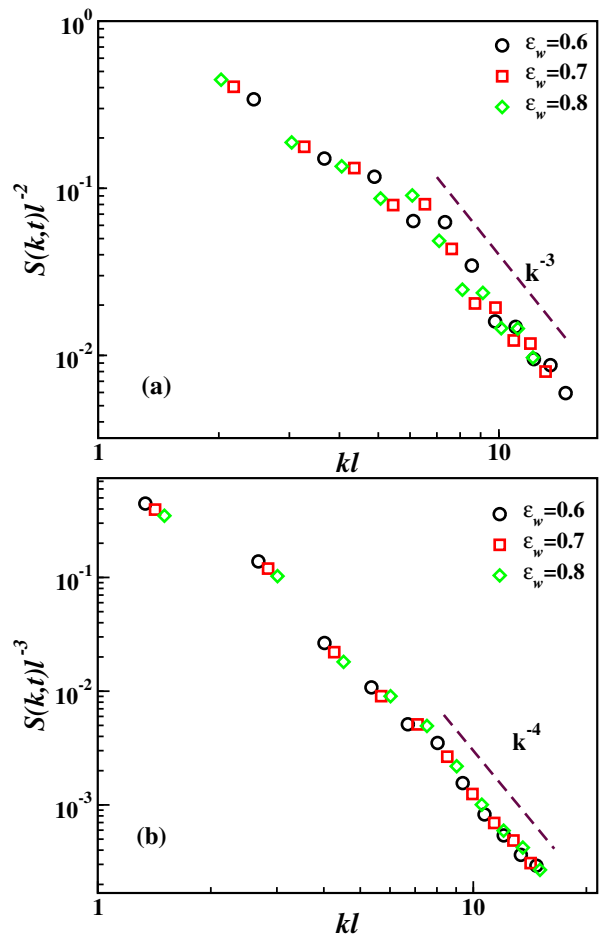 10⁰
ε_w=0.6
ε_w=0.7
ε_w=0.8
10⁻¹
S(k,t)l⁻²
k⁻³
10⁻²
(a)
1
10
kl
ε_w=0.6
ε_w=0.7
ε_w=0.8
10⁻¹
S(k,t)l⁻³
10⁻²
k⁻⁴
10⁻³
(b)
1
10
kl